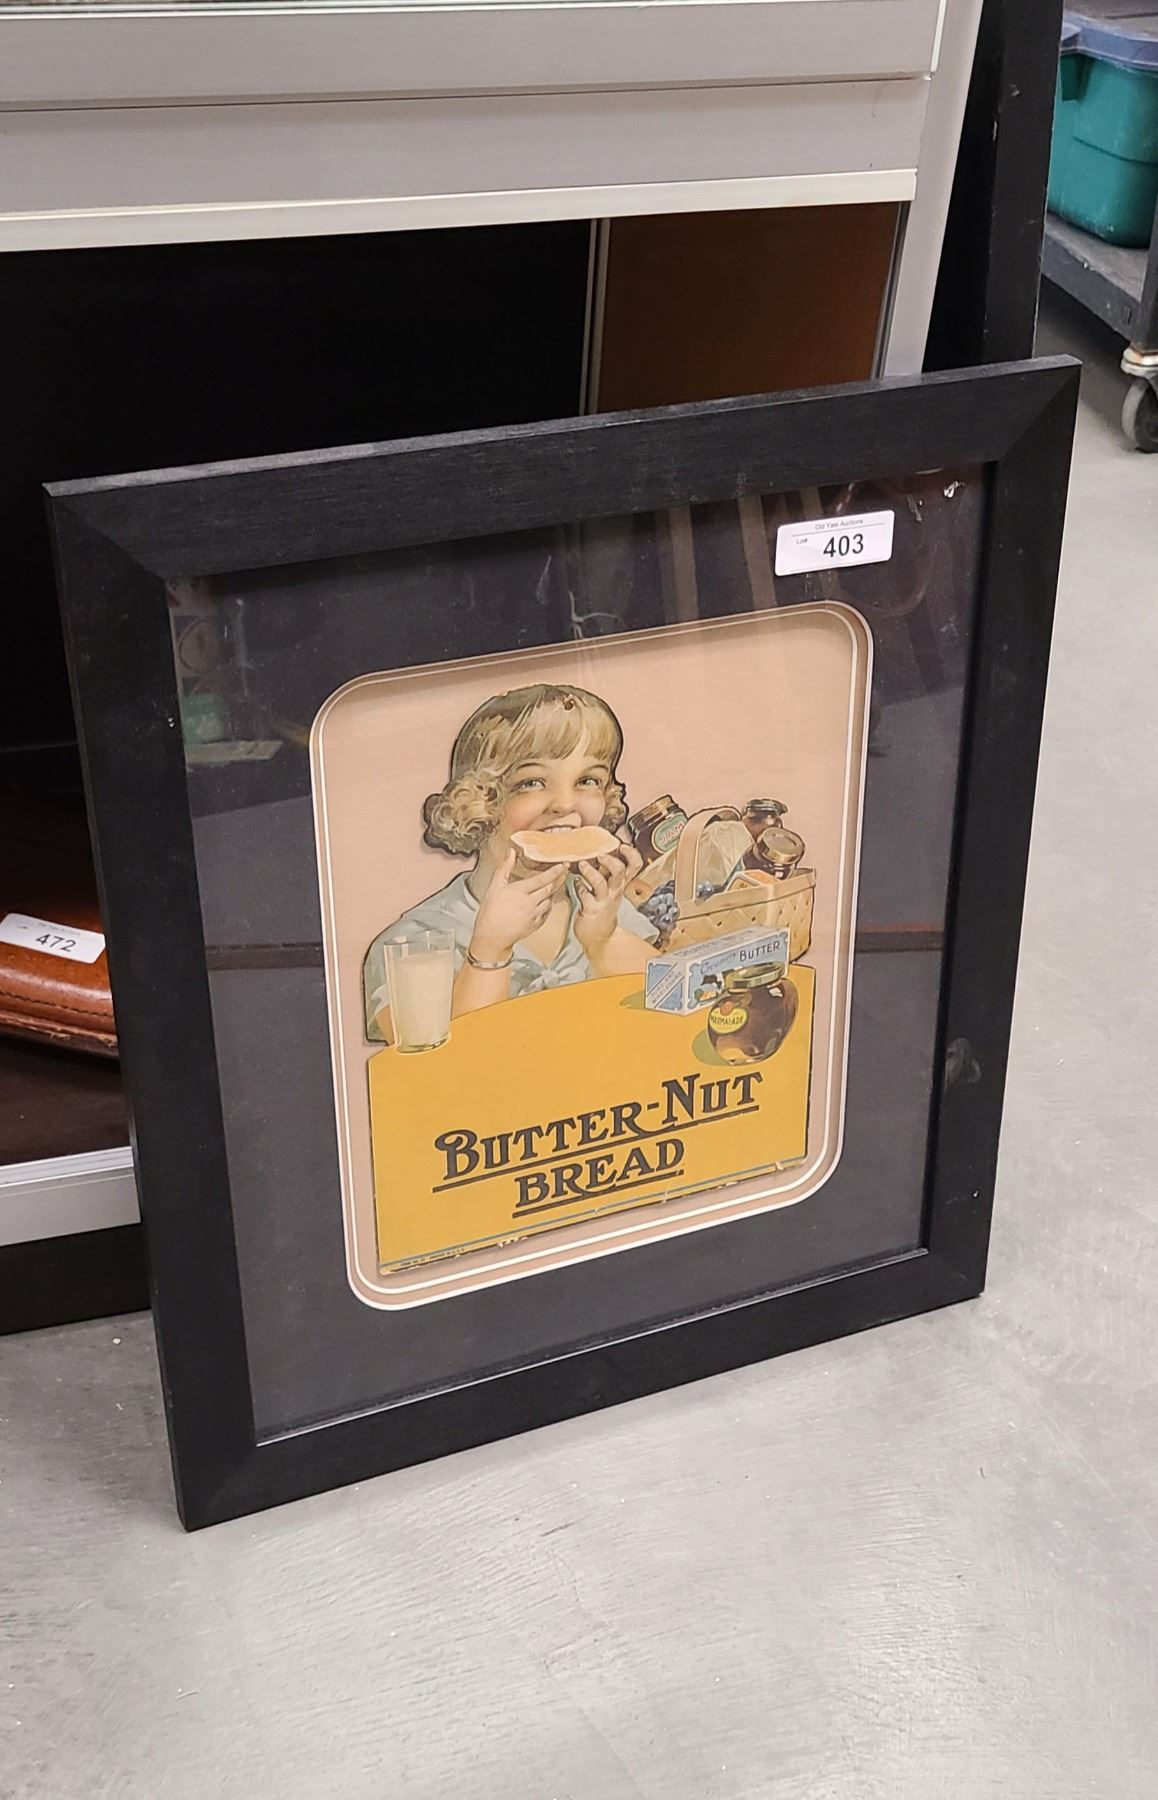 Old Yale Auctions
Lot# 403
JAM
Creamery BUTTER
MARMALADE
BUTTER-NUT
BREAD
472